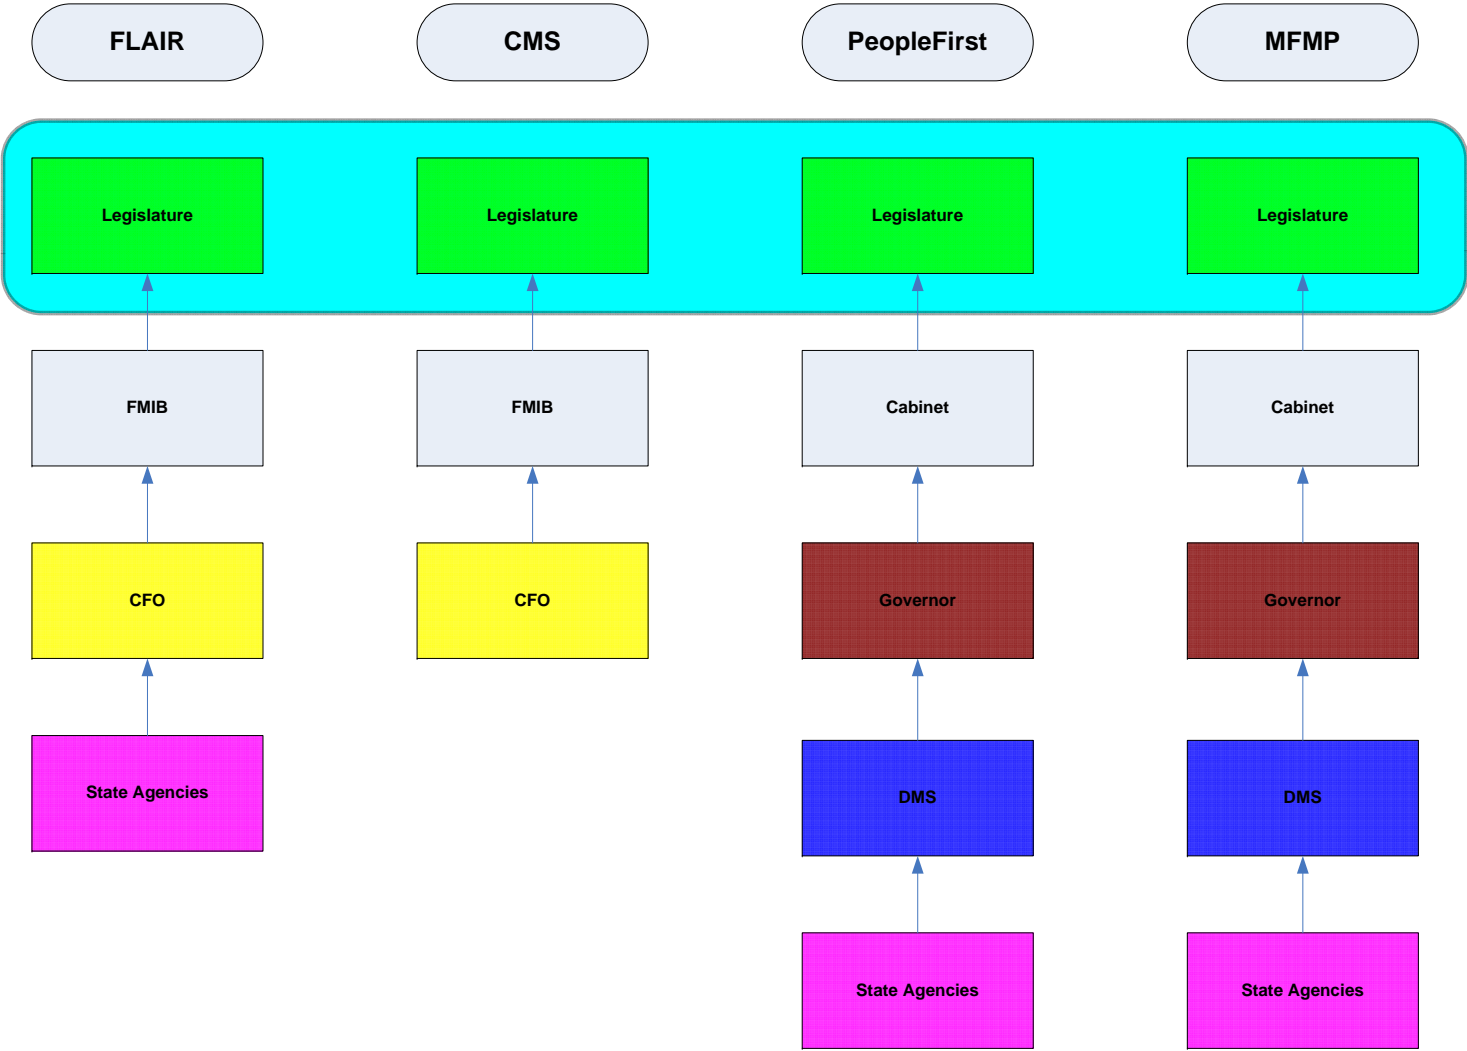 FLAIR
CMS
PeopleFirst
MFMP
Legislature
Legislature
Legislature
Legislature
FMIB
FMIB
Cabinet
Cabinet
CFO
CFO
Governor
Governor
State Agencies
DMS
DMS
State Agencies
State Agencies